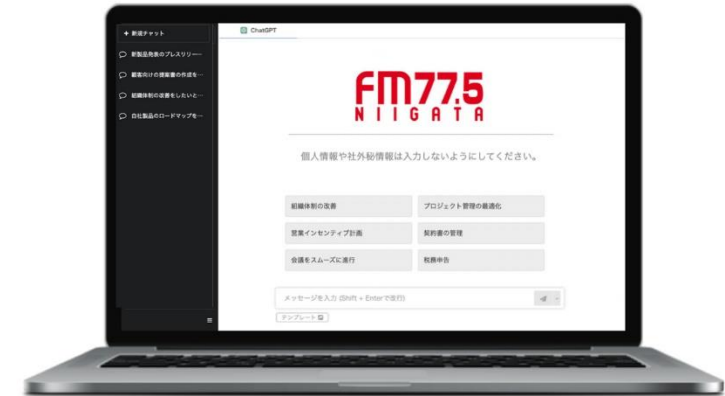 + 新規チャット
新製品発表のプレスリリー…
顧客向けの提案書の作成を…
組織体制の改善をしたいと…
自社製品のロードマップを…
ChatGPT
FM77.5
NIIGATA
個人情報や社外秘情報は入力しないようにしてください。
組織体制の改善
プロジェクト管理の最適化
営業インセンティブ計画
契約書の管理
会議をスムーズに進行
税務申告
メッセージを入力 (Shift + Enterで改行)
テンプレート